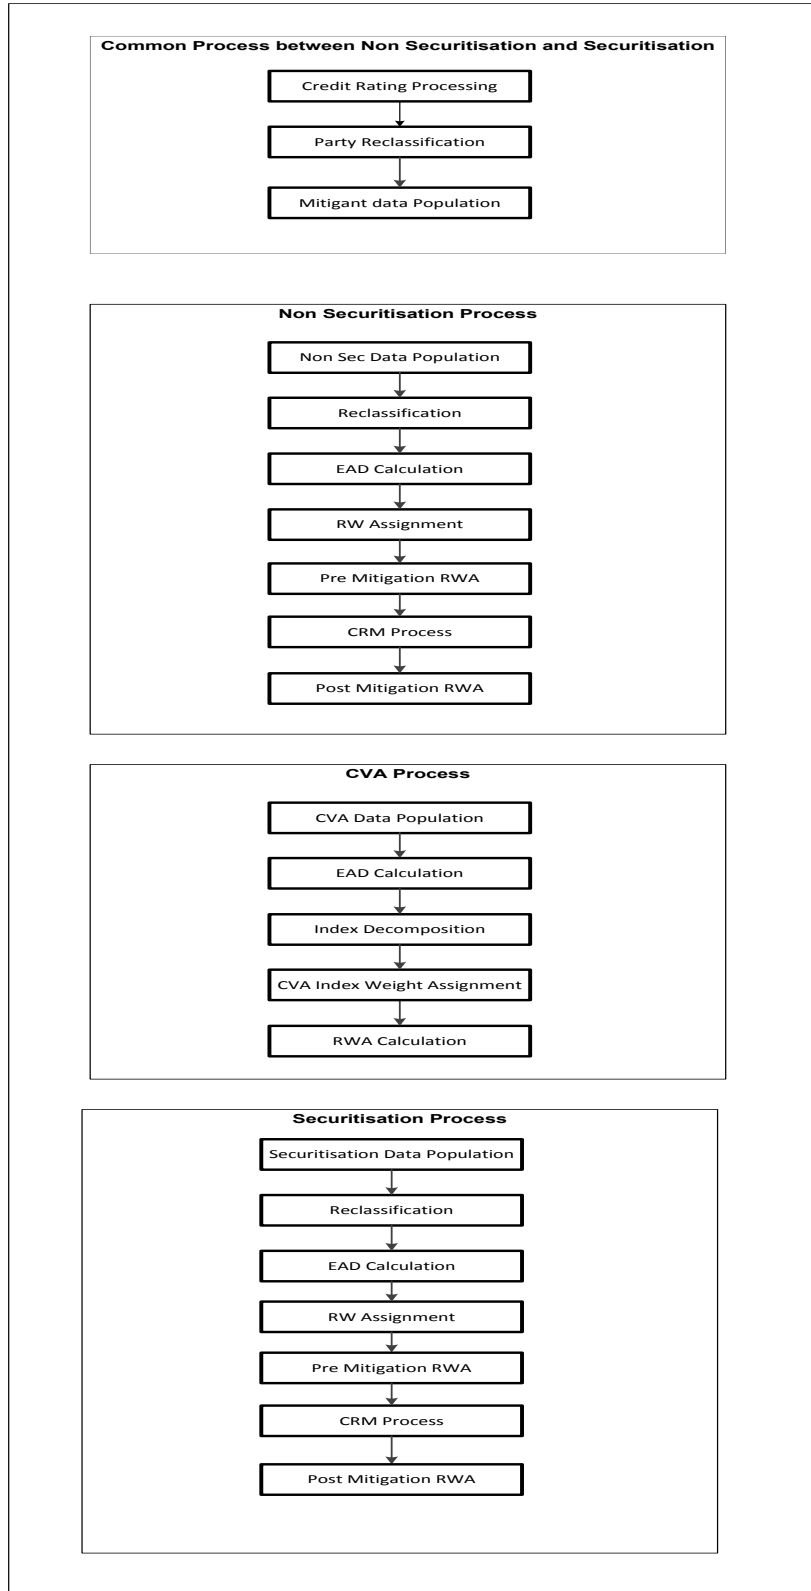 Common Process between Non Securitisation and Securitisation
Credit Rating Processing
Party Reclassification
Mitigant data Population
Non Securitisation Process
Non Sec Data Population
Reclassification
EAD Calculation
RW Assignment
Pre Mitigation RWA
CRM Process
Post Mitigation RWA
CVA Process
CVA Data Population
EAD Calculation
Index Decomposition
CVA Index Weight Assignment
RWA Calculation
Securitisation Process
Securitisation Data Population
Reclassification
EAD Calculation
RW Assignment
Pre Mitigation RWA
CRM Process
Post Mitigation RWA